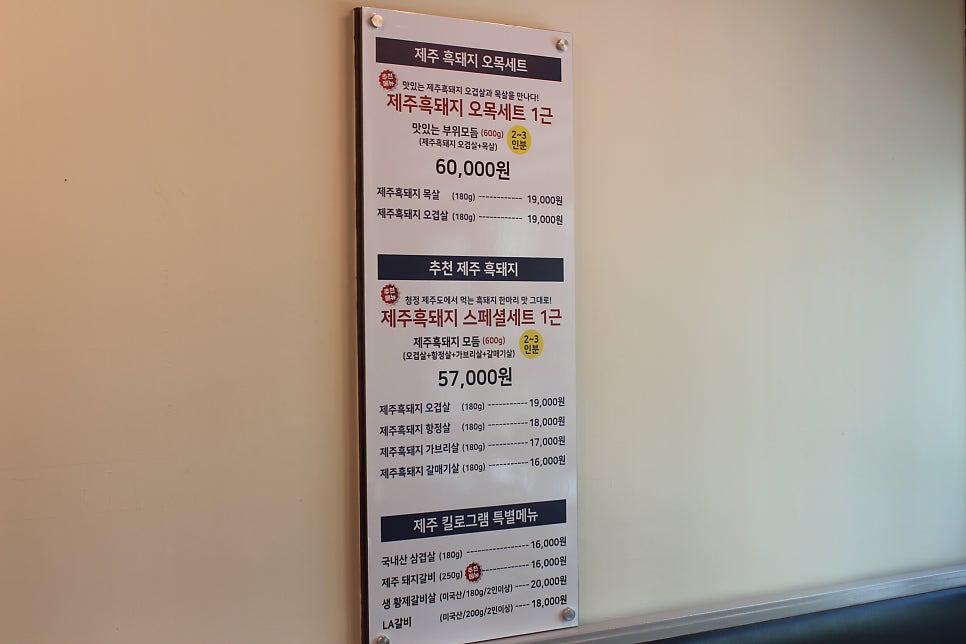 제주 흑돼지 오목세트
추천
메뉴
맛있는 제주흑돼지 오겹살과 목살을 만나다!
제주흑돼지 오목세트 1근
맛있는 부위모듬 (600g)
(제주흑돼지 오겹살+목살)
2~3
인분
60,000원
제주흑돼지 목살 (180g) ------------ 19,000원
제주흑돼지 오겹살 (180g) ------------ 19,000원
추천 제주 흑돼지
추천
메뉴
청정 제주도에서 먹는 흑돼지 한마리 맛 그대로!
제주흑돼지 스페셜세트 1근
제주흑돼지 모듬 (600g)
(오겹살+항정살+가브리살+갈매기살)
2~3
인분
57,000원
제주흑돼지 오겹살 (180g) ----------- 19,000원
제주흑돼지 항정살 (180g) ----------- 18,000원
제주흑돼지 가브리살 (180g) ----------- 17,000원
제주흑돼지 갈매기살 (180g) ----------- 16,000원
제주 킬로그램 특별메뉴
국내산 삼겹살 (180g) ----------------- 16,000원
제주 돼지갈비 (250g) 추천 메뉴 ------------ 16,000원
생 황제갈비살 (미국산/180g/2인이상) ---- 20,000원
LA갈비 (미국산/200g/2인이상) ---- 18,000원